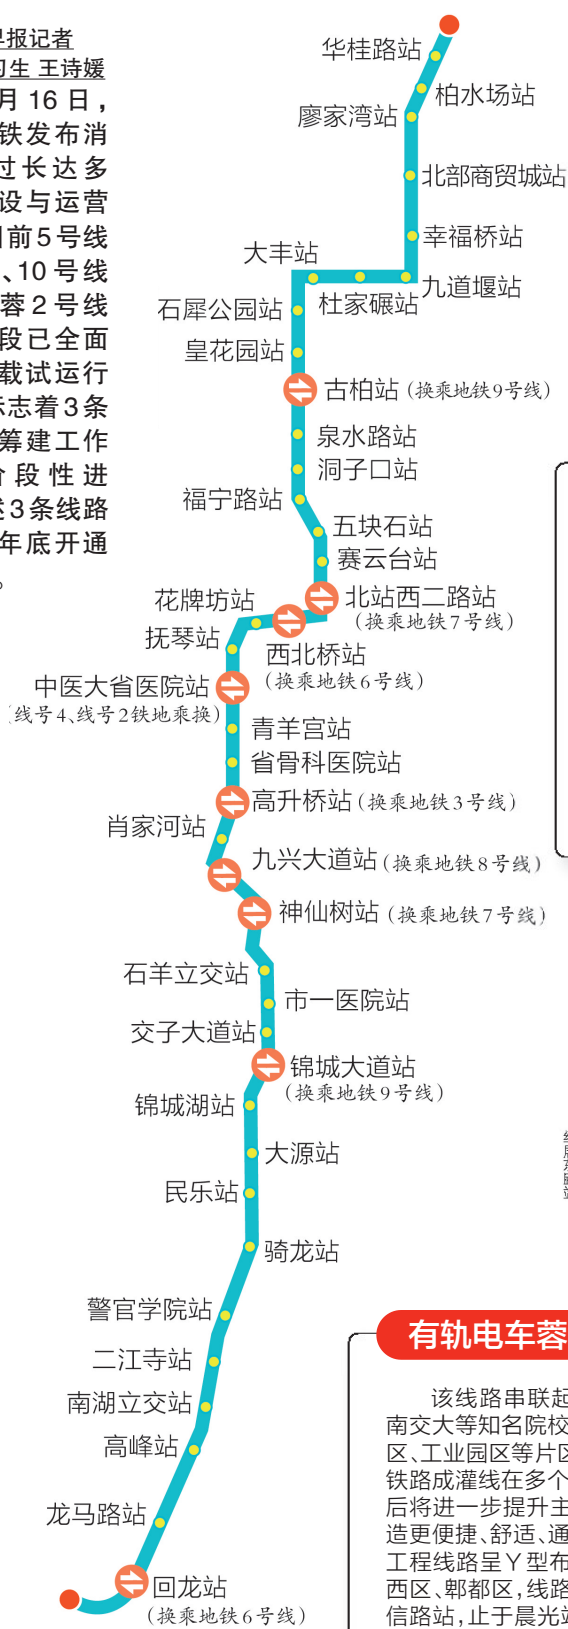 早报记者
习生 王诗媛
月 16 日，
铁发布消
过长达多
设与运营
目前5号线
、10号线
蓉2号线
段已全面
载试运行
标志着3条
筹建工作
阶段性进
述3条线路
年底开通
。
华桂路站
柏水场站
廖家湾站
北部商贸城站
幸福桥站
九道堰站
杜家碾站
大丰站
石犀公园站
皇花园站
古柏站（换乘地铁9号线）
泉水路站
洞子口站
福宁路站
五块石站
赛云台站
北站西二路站
（换乘地铁7号线）
西北桥站
（换乘地铁6号线）
花牌坊站
抚琴站
中医大省医院站
（线号4、线号2铁地乘换）
青羊宫站
省骨科医院站
高升桥站（换乘地铁3号线）
肖家河站
九兴大道站（换乘地铁8号线）
神仙树站（换乘地铁7号线）
石羊立交站
市一医院站
交子大道站
锦城大道站
（换乘地铁9号线）
锦城湖站
大源站
民乐站
骑龙站
警官学院站
二江寺站
南湖立交站
高峰站
龙马路站
回龙站
（换乘地铁6号线）
有轨电车蓉
该线路串联起
南交大等知名院校
区、工业园区等片区
铁路成灌线在多个
后将进一步提升主
造更便捷、舒适、通
工程线路呈Y型布
西区、郫都区，线路
信路站，止于晨光站